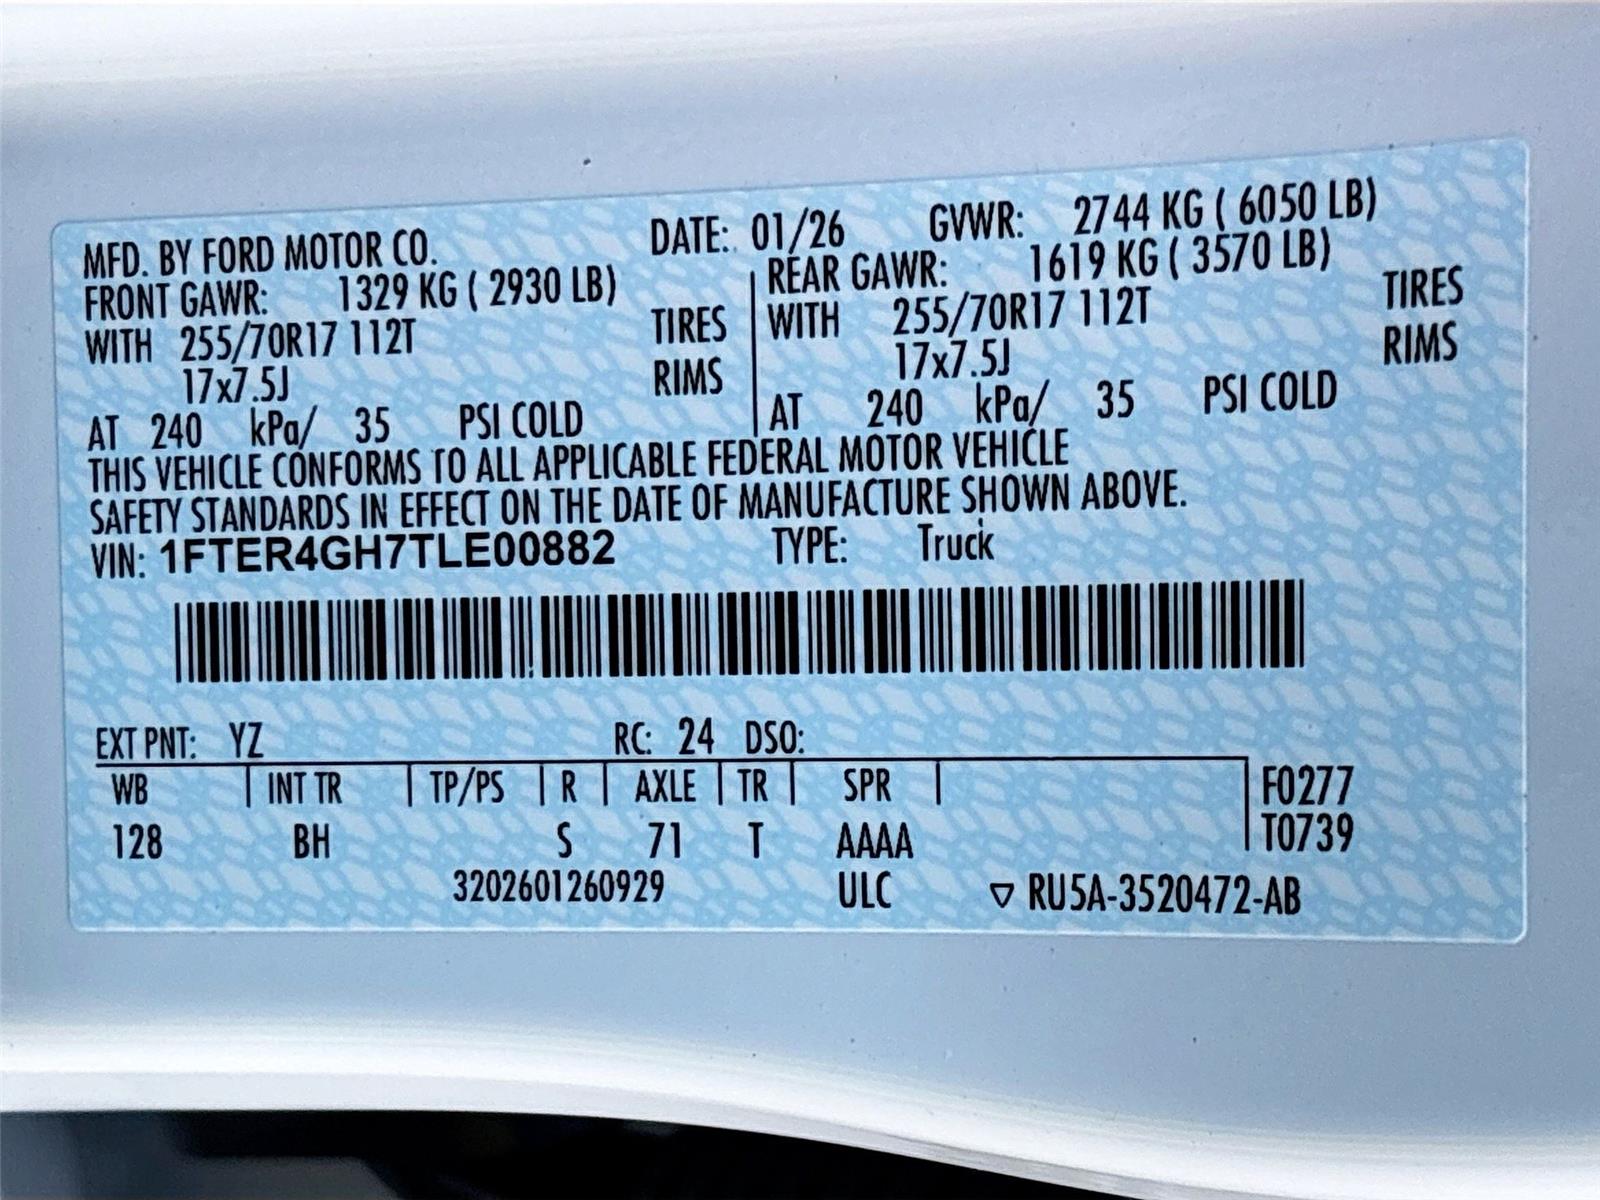 MFD. BY FORD MOTOR CO. DATE: 01/26 GVWR: 2744 KG ( 6050 LB)
FRONT GAWR: 1329 KG ( 2930 LB) REAR GAWR: 1619 KG ( 3570 LB)
WITH 255/70R17 112T TIRES WITH 255/70R17 112T TIRES
17x7.5J RIMS 17x7.5J RIMS
AT 240 kPa/ 35 PSI COLD AT 240 kPa/ 35 PSI COLD
THIS VEHICLE CONFORMS TO ALL APPLICABLE FEDERAL MOTOR VEHICLE
SAFETY STANDARDS IN EFFECT ON THE DATE OF MANUFACTURE SHOWN ABOVE.
VIN: 1FTER4GH7TLE00882 TYPE: Truck
EXT PNT: YZ RC: 24 DSO:
WB INT TR TP/PS R AXLE TR SPR F0277
128 BH S 71 T AAAA T0739
3202601260929 ULC ▽ RU5A-3520472-AB